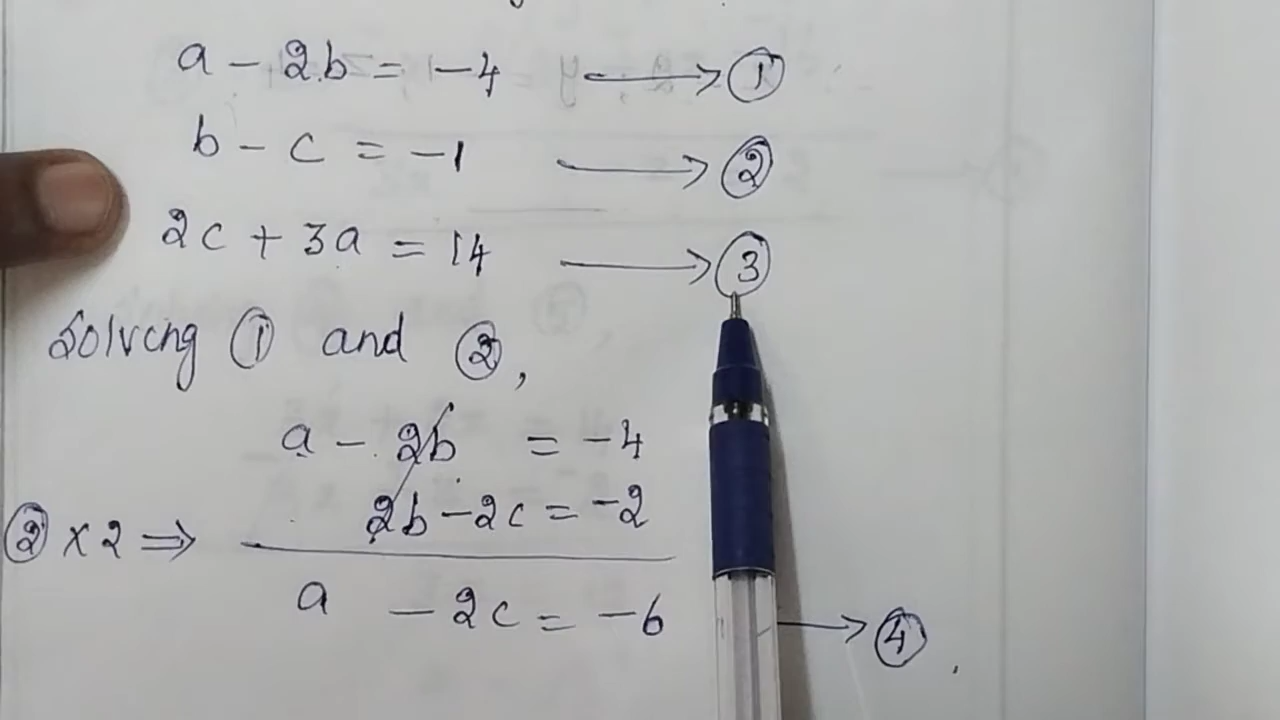 a - 2b = -4 ⟶ ①
b - c = -1 ⟶ ②
2c + 3a = 14 ⟶ ③
Solving ① and ②,
a - 2b = -4
② × 2 ⇒ 2b - 2c = -2
a - 2c = -6 ⟶ ④